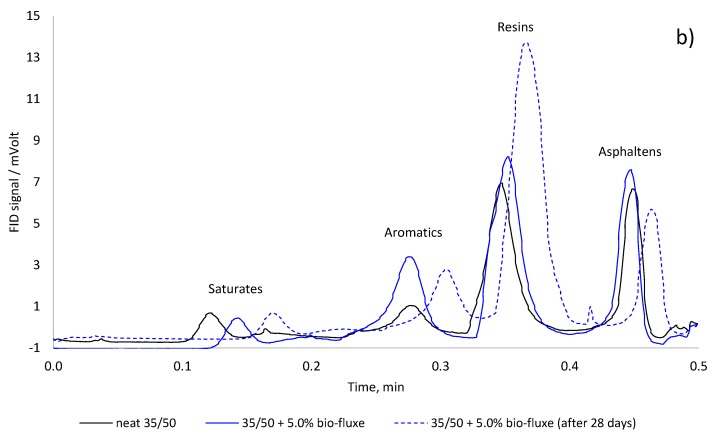 b)
Resins
Asphaltens
Aromatics
Saturates
FID signal / mVolt
15
13
11
9
7
5
3
1
-1
0.0 0.1 0.2 0.3 0.4 0.5
Time, min
neat 35/50 35/50 + 5.0% bio-fluxe 35/50 + 5.0% bio-fluxe (after 28 days)